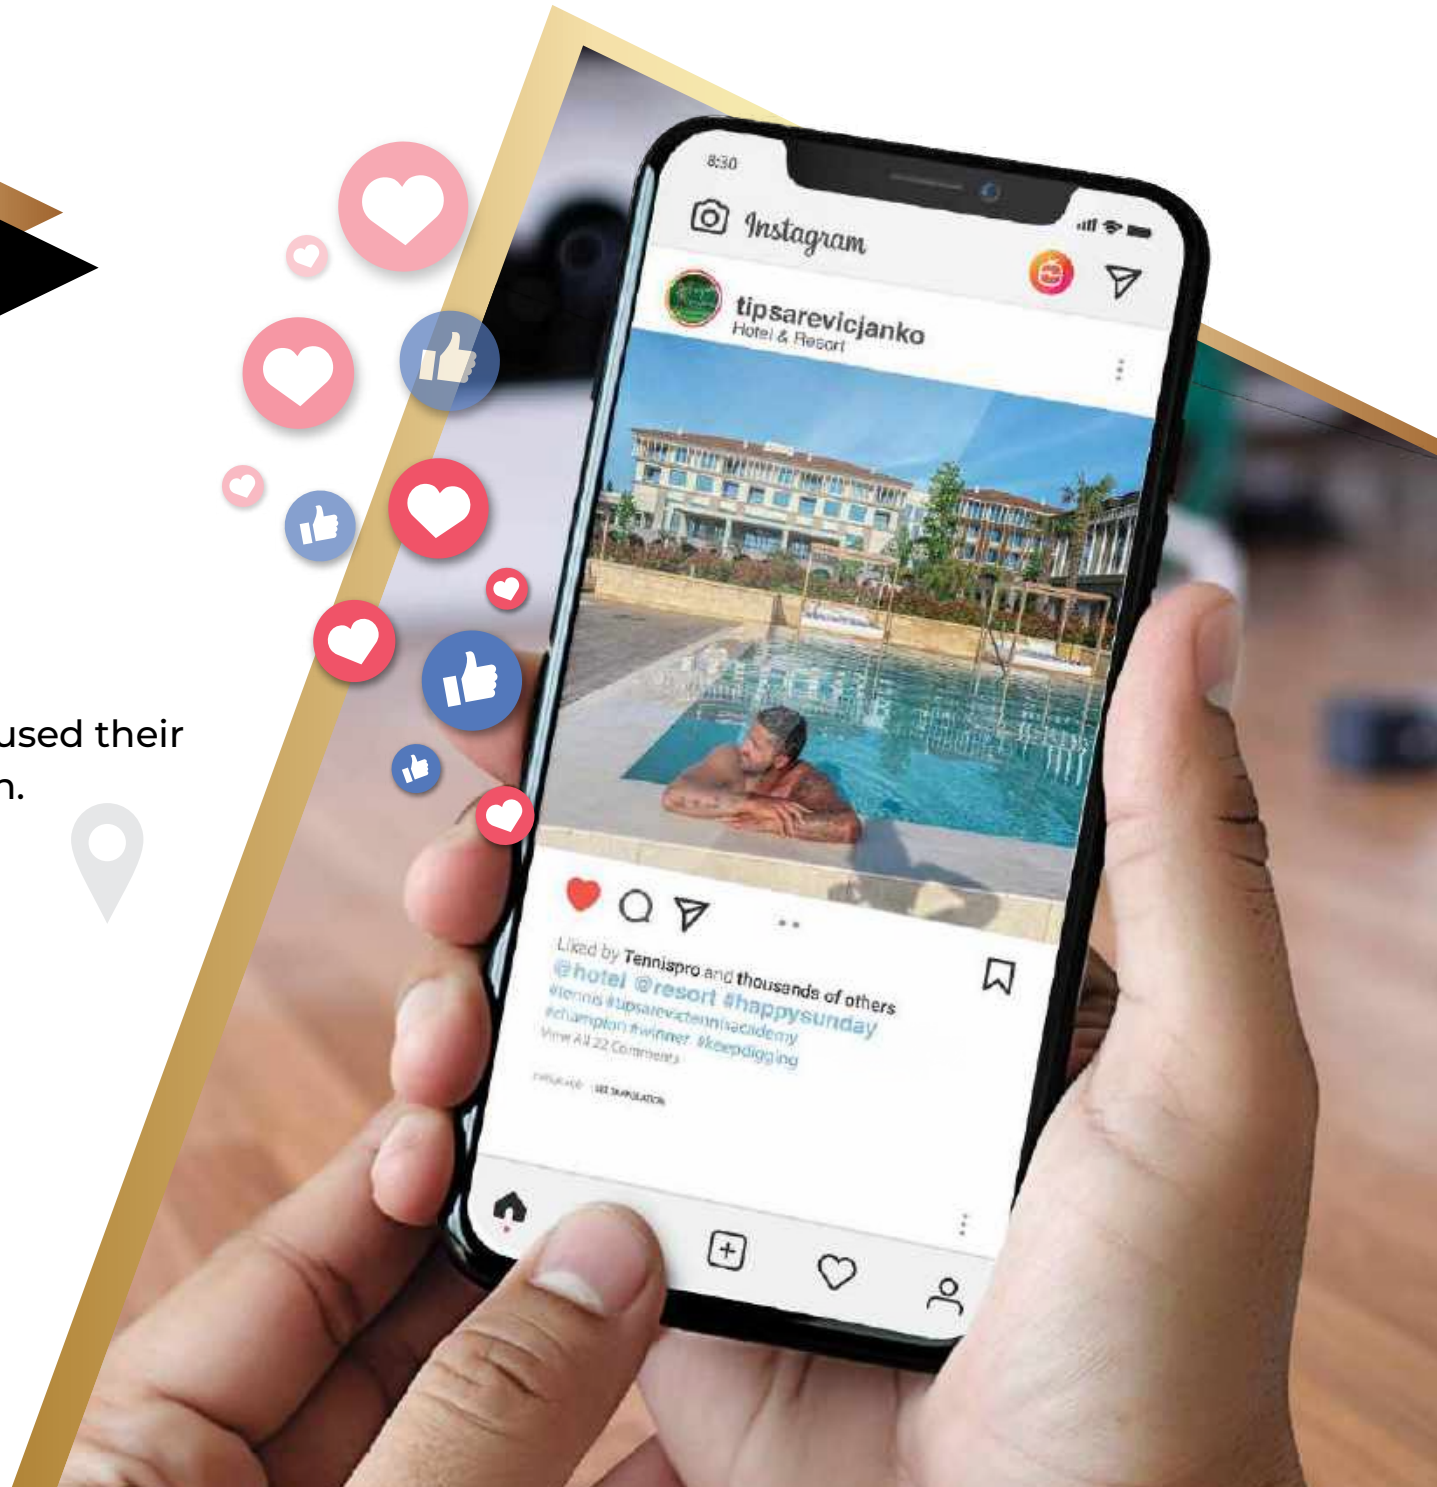 8:30
Instagram
tipsarevicjanko
Hotel & Resort
used their
n.
Liked by Tennispro and thousands of others
@hotel @resort #happysunday
#tennis #tipsarevictennisacademy
#champion #winner #keepdigging
View All 22 Comments